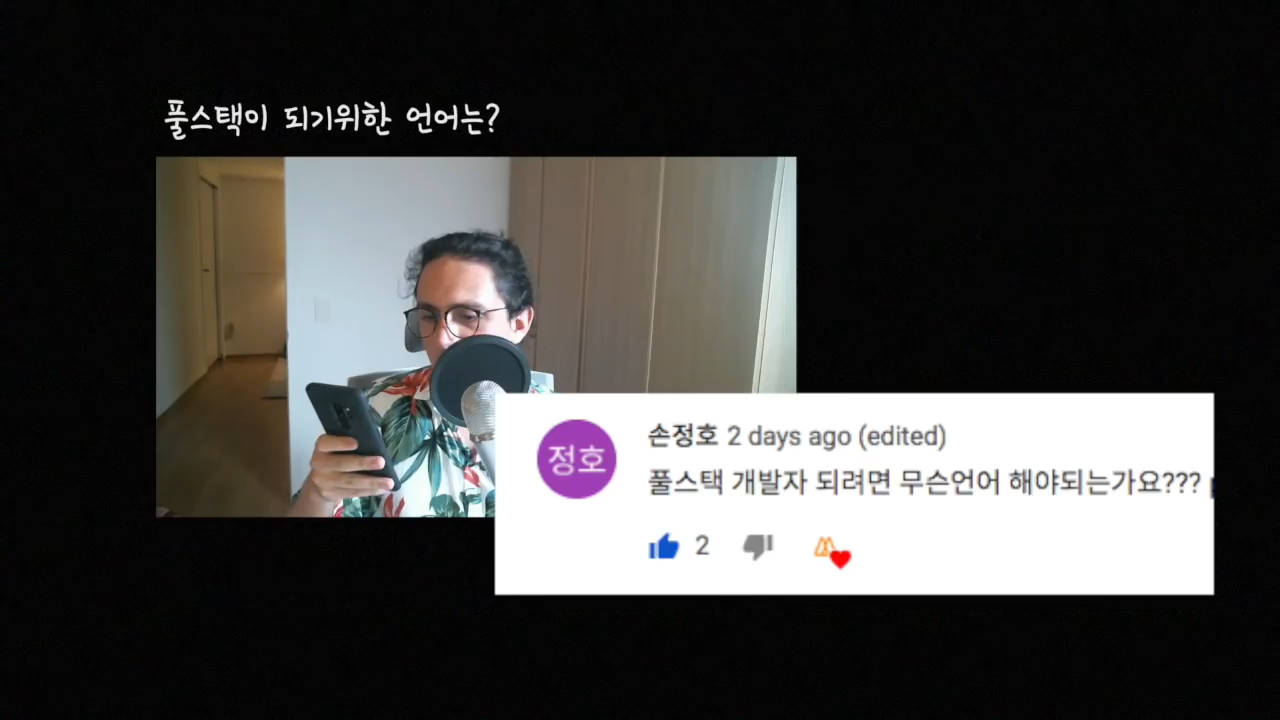 풀스택이 되기위한 언어는?
정호
손정호 2 days ago (edited)
풀스택 개발자 되려면 무슨언어 해야되는가요???
2